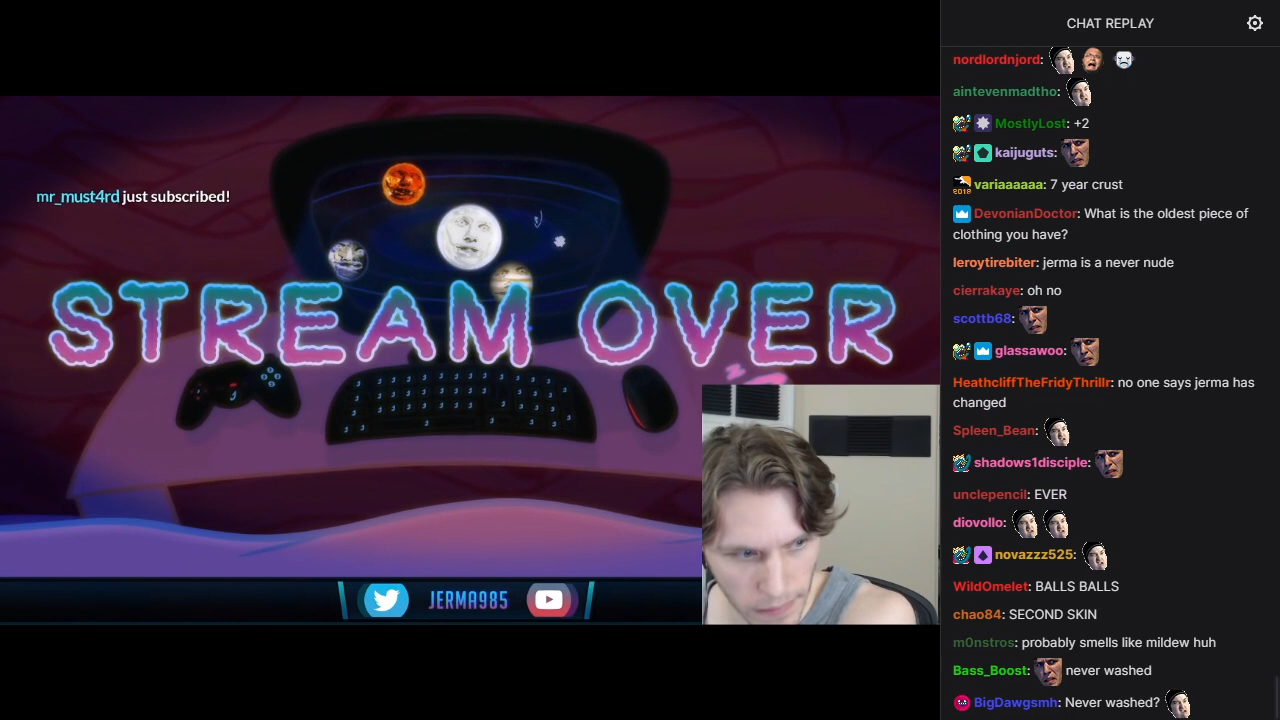 CHAT REPLAY
nordlordnjord:
aintevenmadtho:
MostlyLost: +2
kaijuguts:
2018 variaaaaaa: 7 year crust
DevonianDoctor: What is the oldest piece of
clothing you have?
leroytirebiter: jerma is a never nude
cierrakaye: oh no
scottb68:
glassawoo:
HeathcliffTheFridyThrillr: no one says jerma has
changed
Spleen_Bean:
shadows1disciple:
unclepencil: EVER
diovollo:
novazzz525:
WildOmelet: BALLS BALLS
chao84: SECOND SKIN
m0nstros: probably smells like mildew huh
Bass_Boost: never washed
BigDawgsmh: Never washed?
mr_must4rd just subscribed!
STREAM OVER
JERMA985